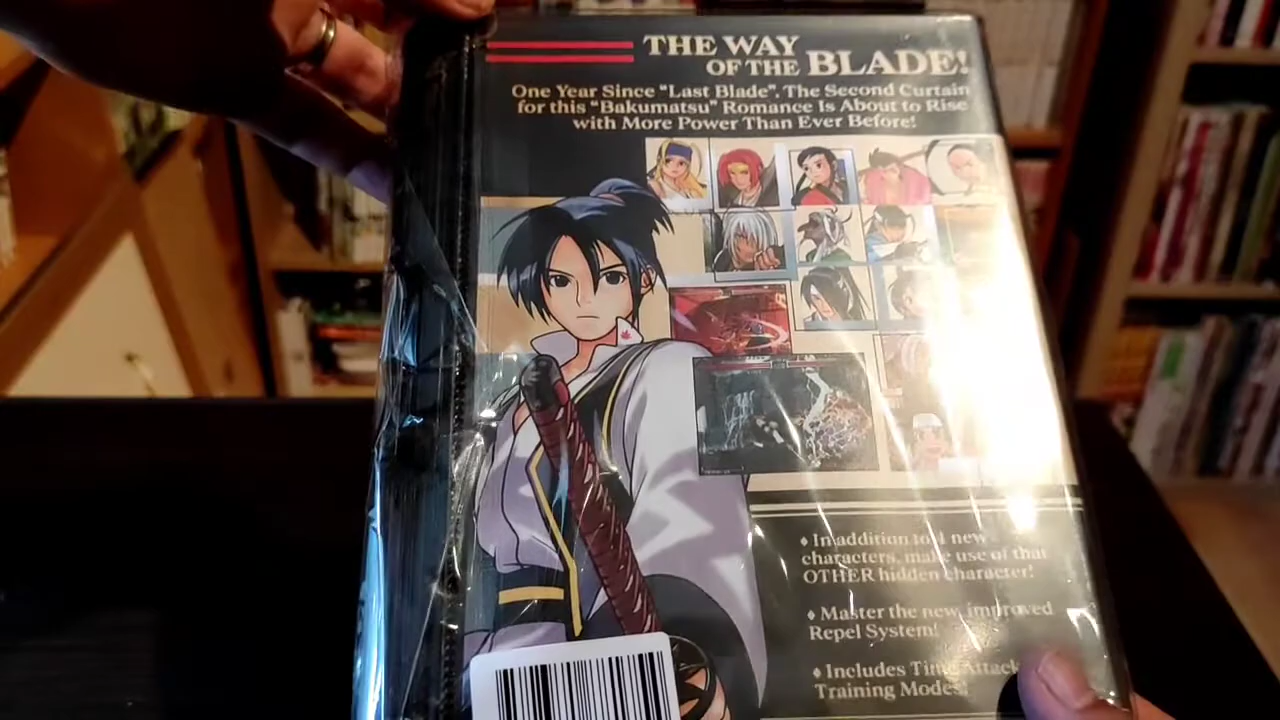 THE WAY
OF THE BLADE!
One Year Since "Last Blade". The Second Curtain
for this "Bakumatsu" Romance Is About to Rise
with More Power Than Ever Before!
♦ In addition to 4 new
characters, make use of that
OTHER hidden character!
♦ Master the new, improved
Repel System!
♦ Includes Time Attack
Training Modes!